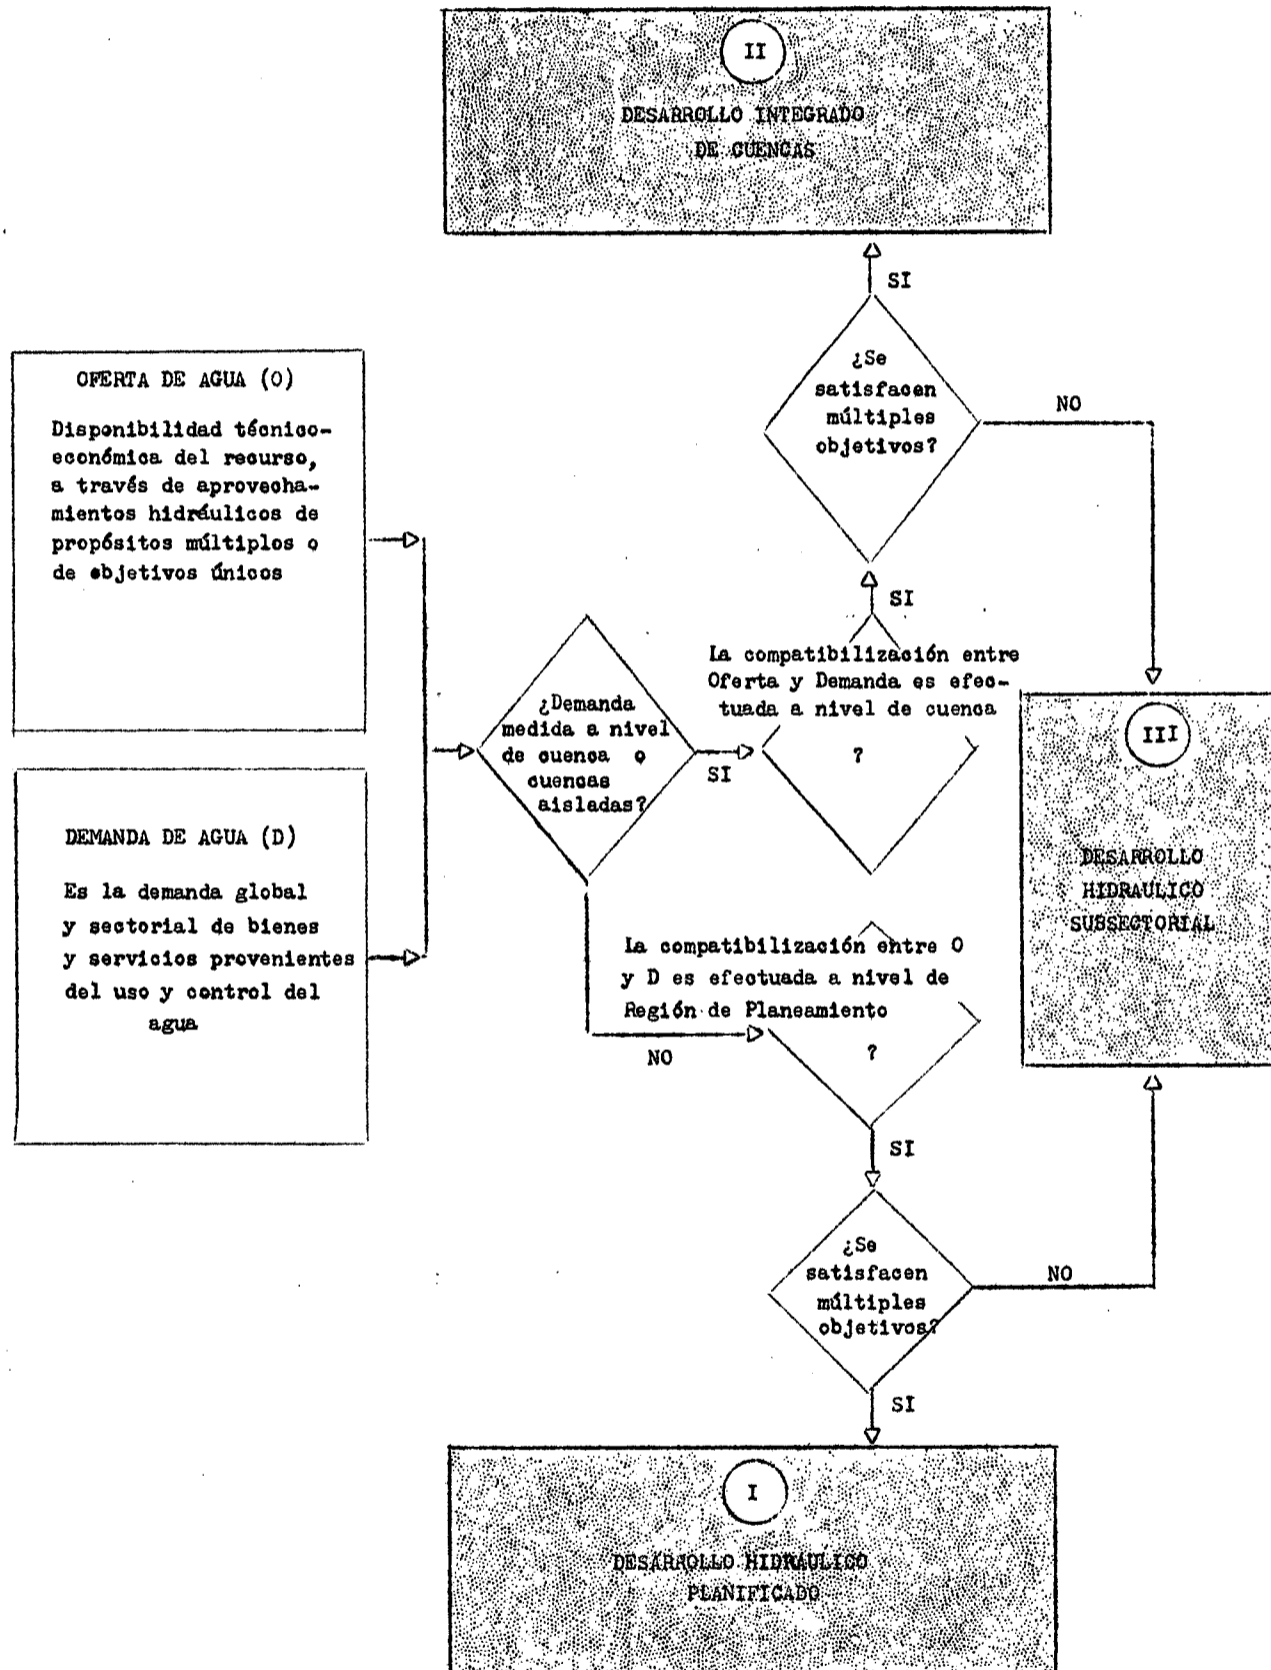 II
DESARROLLO INTEGRADO
DE CUENCAS
SI
¿Se
satisfacen
múltiples
objetivos?
NO
OFERTA DE AGUA (O)
Disponibilidad técnico-
económica del recurso,
a través de aprovecha-
mientos hidráulicos de
propósitos múltiplos o
de objetivos únicos
SI
La compatibilización entre
Oferta y Demanda es efec-
tuada a nivel de cuenca
?
¿Demanda
medida a nivel
de cuenca o
cuencas
aisladas?
SI
III
DESARROLLO
HIDRAULICO
SUBSECTORIAL
DEMANDA DE AGUA (D)
Es la demanda global
y sectorial de bienes
y servicios provenientes
del uso y control del
agua
La compatibilización entre O
y D es efectuada a nivel de
Región de Planeamiento
?
NO
SI
¿Se
satisfacen
múltiples
objetivos?
NO
SI
I
DESARROLLO HIDRAULICO
PLANIFICADO